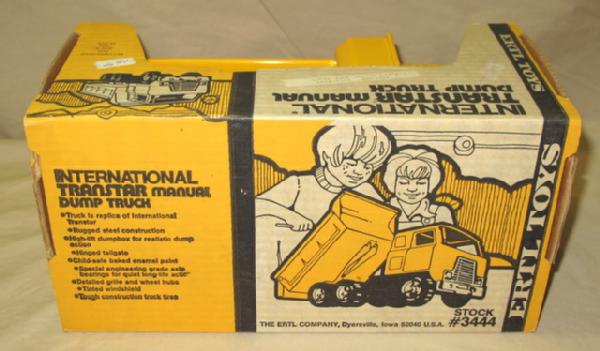 ERTL TOYS
INTERNATIONAL
TRANSTAR MANUAL
DUMP TRUCK
INTERNATIONAL
TRANSTAR MANUAL
DUMP TRUCK
•Truck is replica of International
Transtar
•Rugged steel construction
•High-lift dumpbox for realistic dump
action
•Hinged tailgate
•Child-safe baked enamel paint
•Special engineering grade axle
bearings for quiet long-life action
•Detailed grille and wheel hubs
•Tinted windshield
•Tough construction truck tires
ERTL TOYS
STOCK
#3444
THE ERTL COMPANY, Dyersville, Iowa 52040 U.S.A.